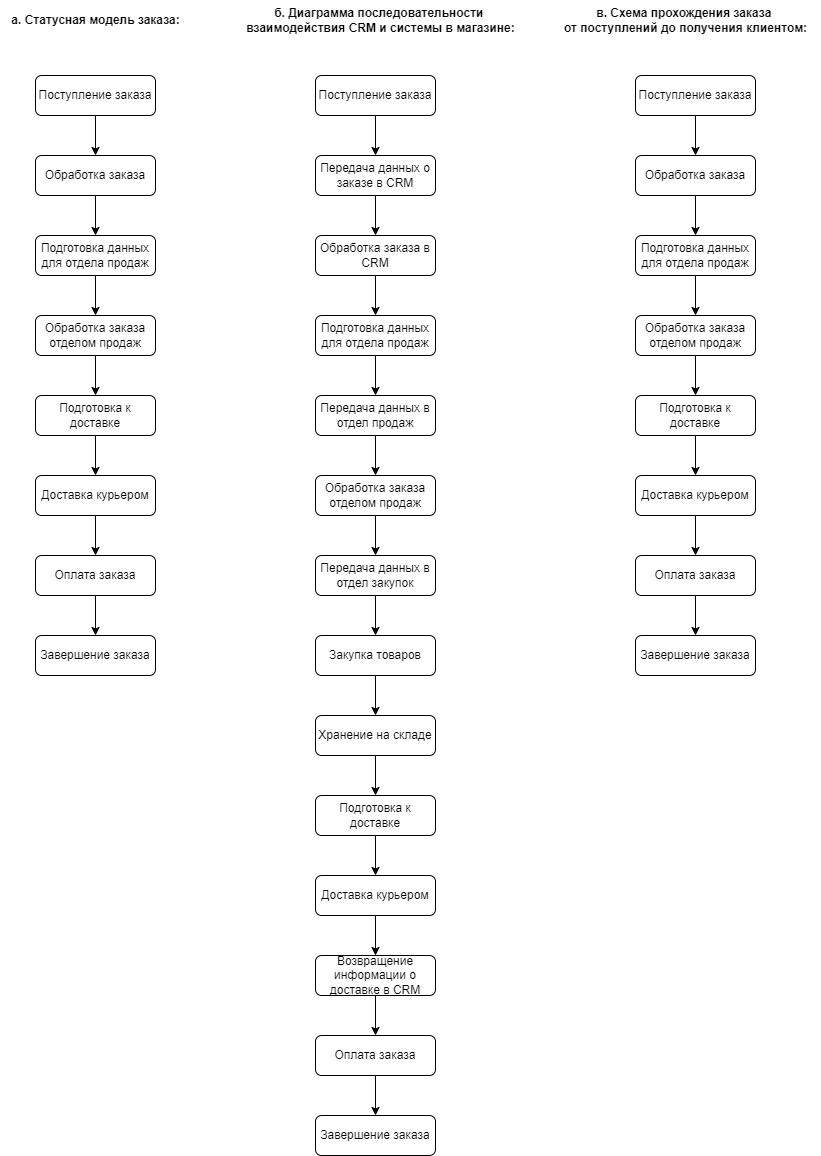 а. Статусная модель заказа:
Поступление заказа
Обработка заказа
Подготовка данных
для отдела продаж
Обработка заказа
отделом продаж
Подготовка к
доставке
Доставка курьером
Оплата заказа
Завершение заказа
б. Диаграмма последовательности
взаимодействия CRM и системы в магазине:
Поступление заказа
Передача данных о
заказе в CRM
Обработка заказа в
CRM
Подготовка данных
для отдела продаж
Передача данных в
отдел продаж
Обработка заказа
отделом продаж
Передача данных в
отдел закупок
Закупка товаров
Хранение на складе
Подготовка к
доставке
Доставка курьером
Возвращение
информации о
доставке в CRM
Оплата заказа
Завершение заказа
в. Схема прохождения заказа
от поступлений до получения клиентом:
Поступление заказа
Обработка заказа
Подготовка данных
для отдела продаж
Обработка заказа
отделом продаж
Подготовка к
доставке
Доставка курьером
Оплата заказа
Завершение заказа